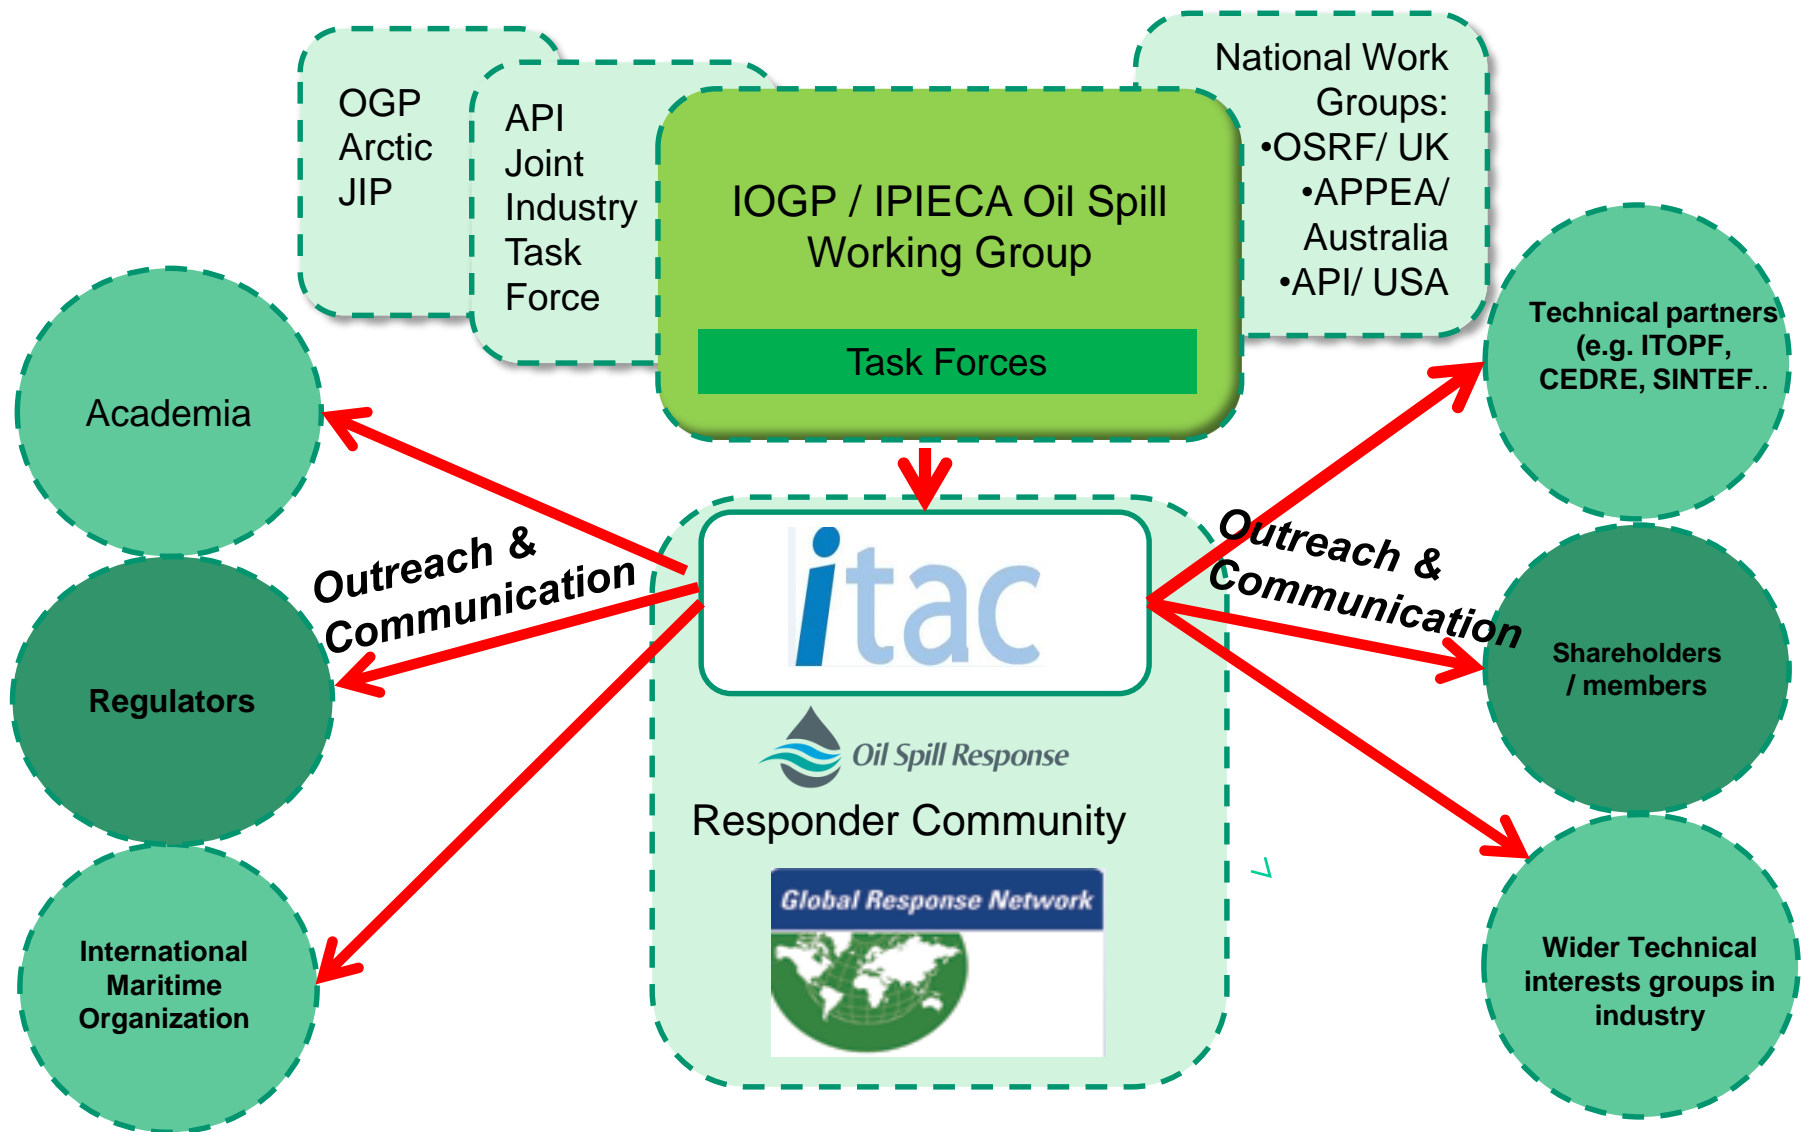 OGP
Arctic
JIP
API
Joint
Industry
Task
Force
IOGP / IPIECA Oil Spill
Working Group
Task Forces
National Work
Groups:
•OSRF/ UK
•APPEA/
Australia
•API/ USA
Academia
Regulators
International
Maritime
Organization
Outreach &
Communication
itac
Oil Spill Response
Responder Community
Global Response Network
Outreach &
Communication
Technical partners
(e.g. ITOPF,
CEDRE, SINTEF..
Shareholders
/ members
Wider Technical
interests groups in
industry